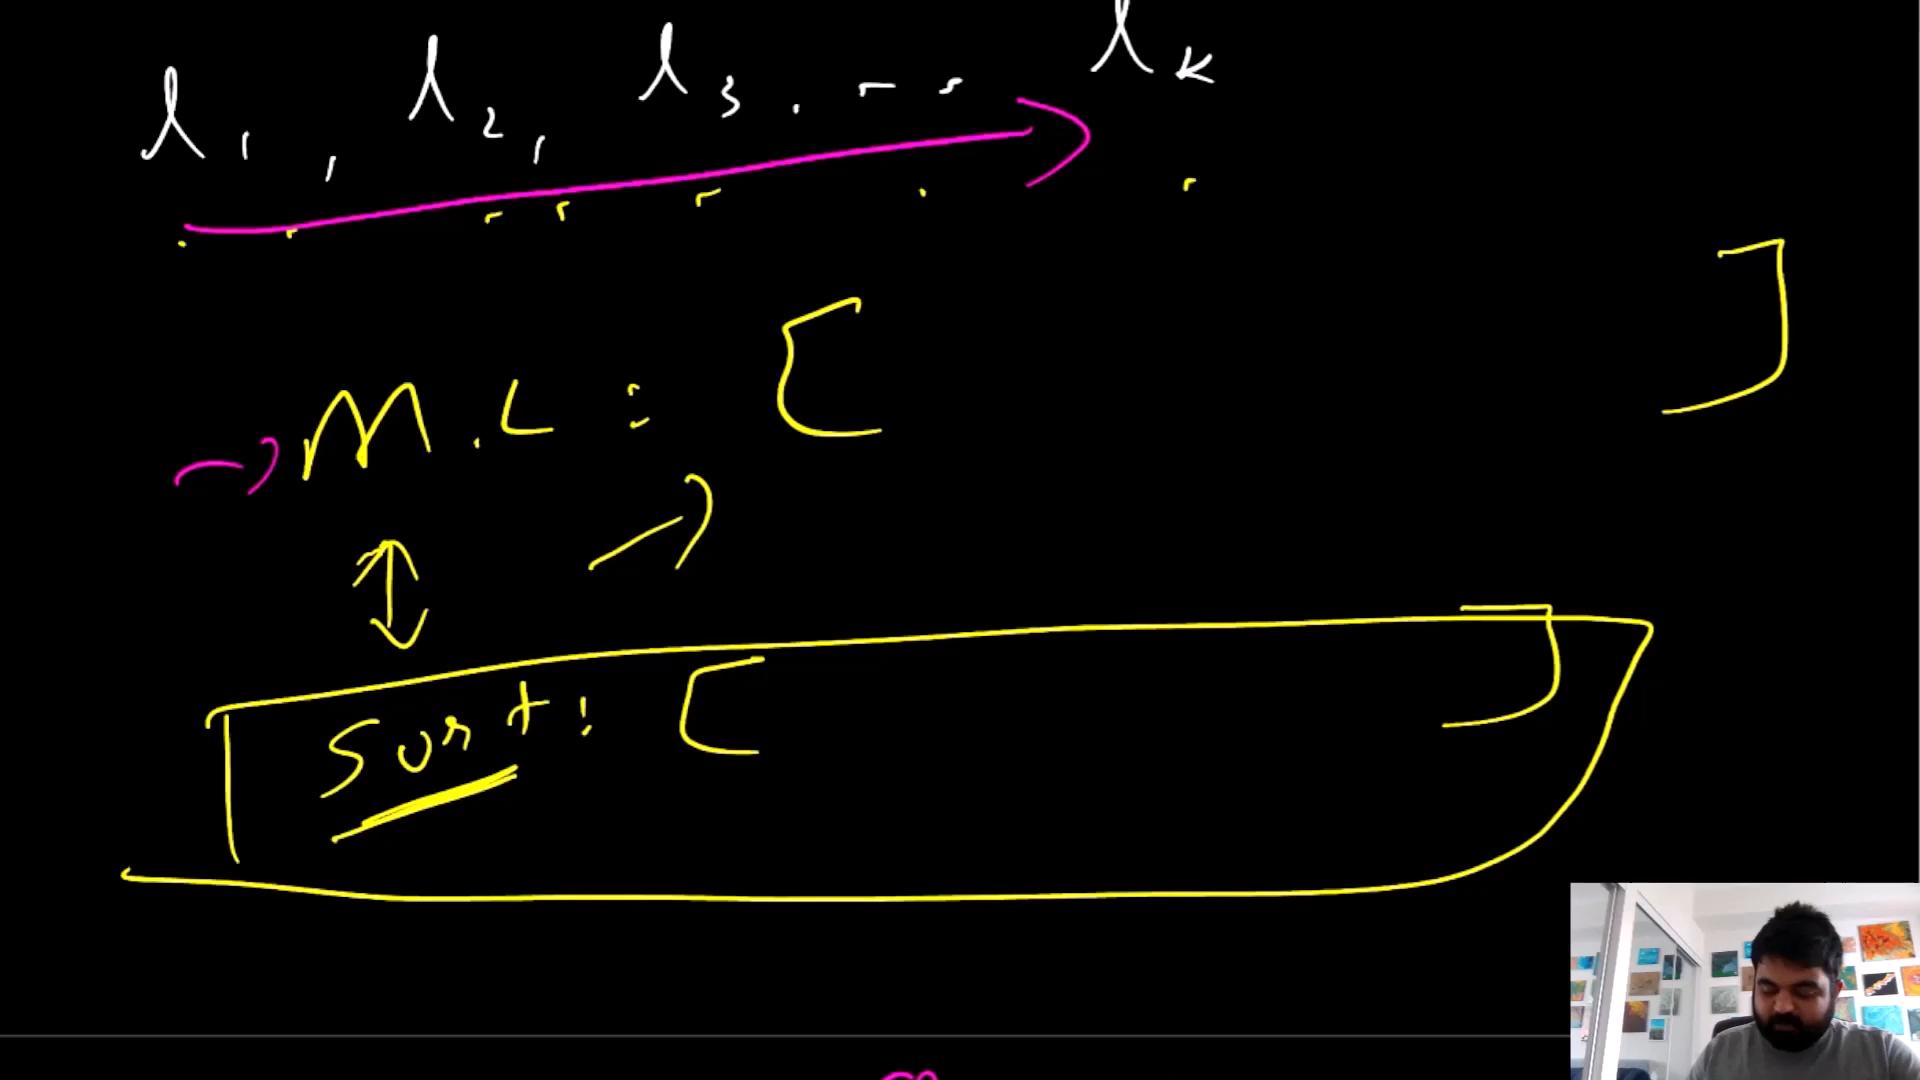 l1, l2, l3. - - lk
M.L : [ ]
Sort: [ ]